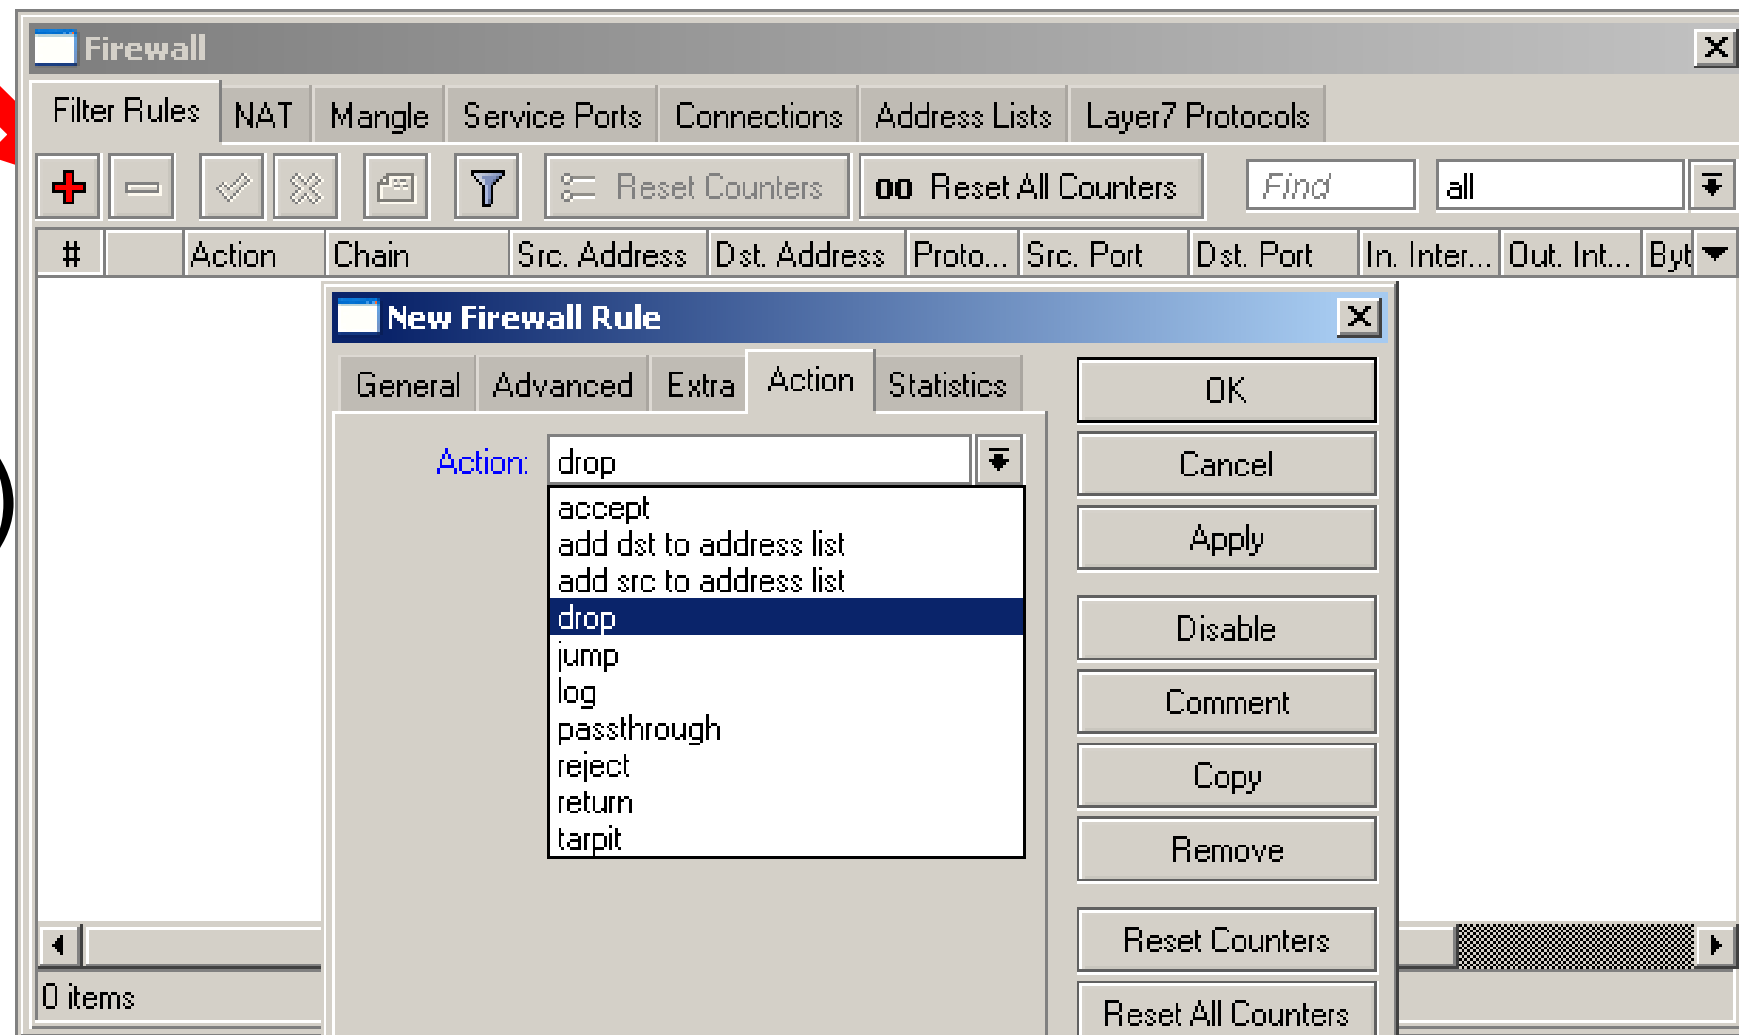 Firewall
Filter Rules NAT Mangle Service Ports Connections Address Lists Layer7 Protocols
Reset Counters 00 Reset All Counters Find all
# Action Chain Src. Address Dst. Address Proto... Src. Port Dst. Port In. Inter... Out. Int... Byt
New Firewall Rule
General Advanced Extra Action Statistics
OK
Action: drop
Cancel
accept
add dst to address list
Apply
add src to address list
drop
Disable
jump
log
Comment
passthrough
reject
Copy
return
tarpit
Remove
Reset Counters
0 items
Reset All Counters
)